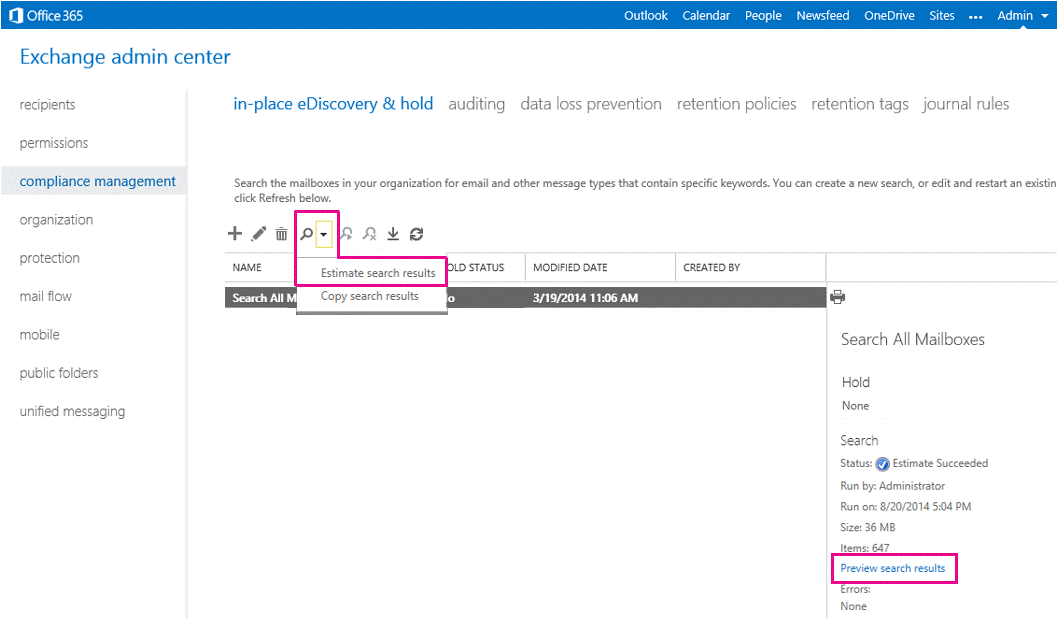 Office 365
Outlook Calendar People Newsfeed OneDrive Sites ••• Admin
Exchange admin center
recipients
permissions
compliance management
organization
protection
mail flow
mobile
public folders
unified messaging
in-place eDiscovery & hold auditing data loss prevention retention policies retention tags journal rules
Search the mailboxes in your organization for email and other message types that contain specific keywords. You can create a new search, or edit and restart an existin
click Refresh below.
NAME OLD STATUS MODIFIED DATE CREATED BY
Estimate search results
Search All M o 3/19/2014 11:06 AM
Copy search results
Search All Mailboxes
Hold
None
Search
Status: Estimate Succeeded
Run by: Administrator
Run on: 8/20/2014 5:04 PM
Size: 36 MB
Items: 647
Preview search results
Errors:
None